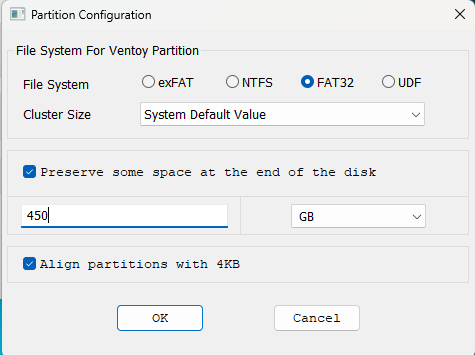 Partition Configuration
File System For Ventoy Partition
File System exFAT NTFS FAT32 UDF
Cluster Size System Default Value
Preserve some space at the end of the disk
450 GB
Align partitions with 4KB
OK Cancel